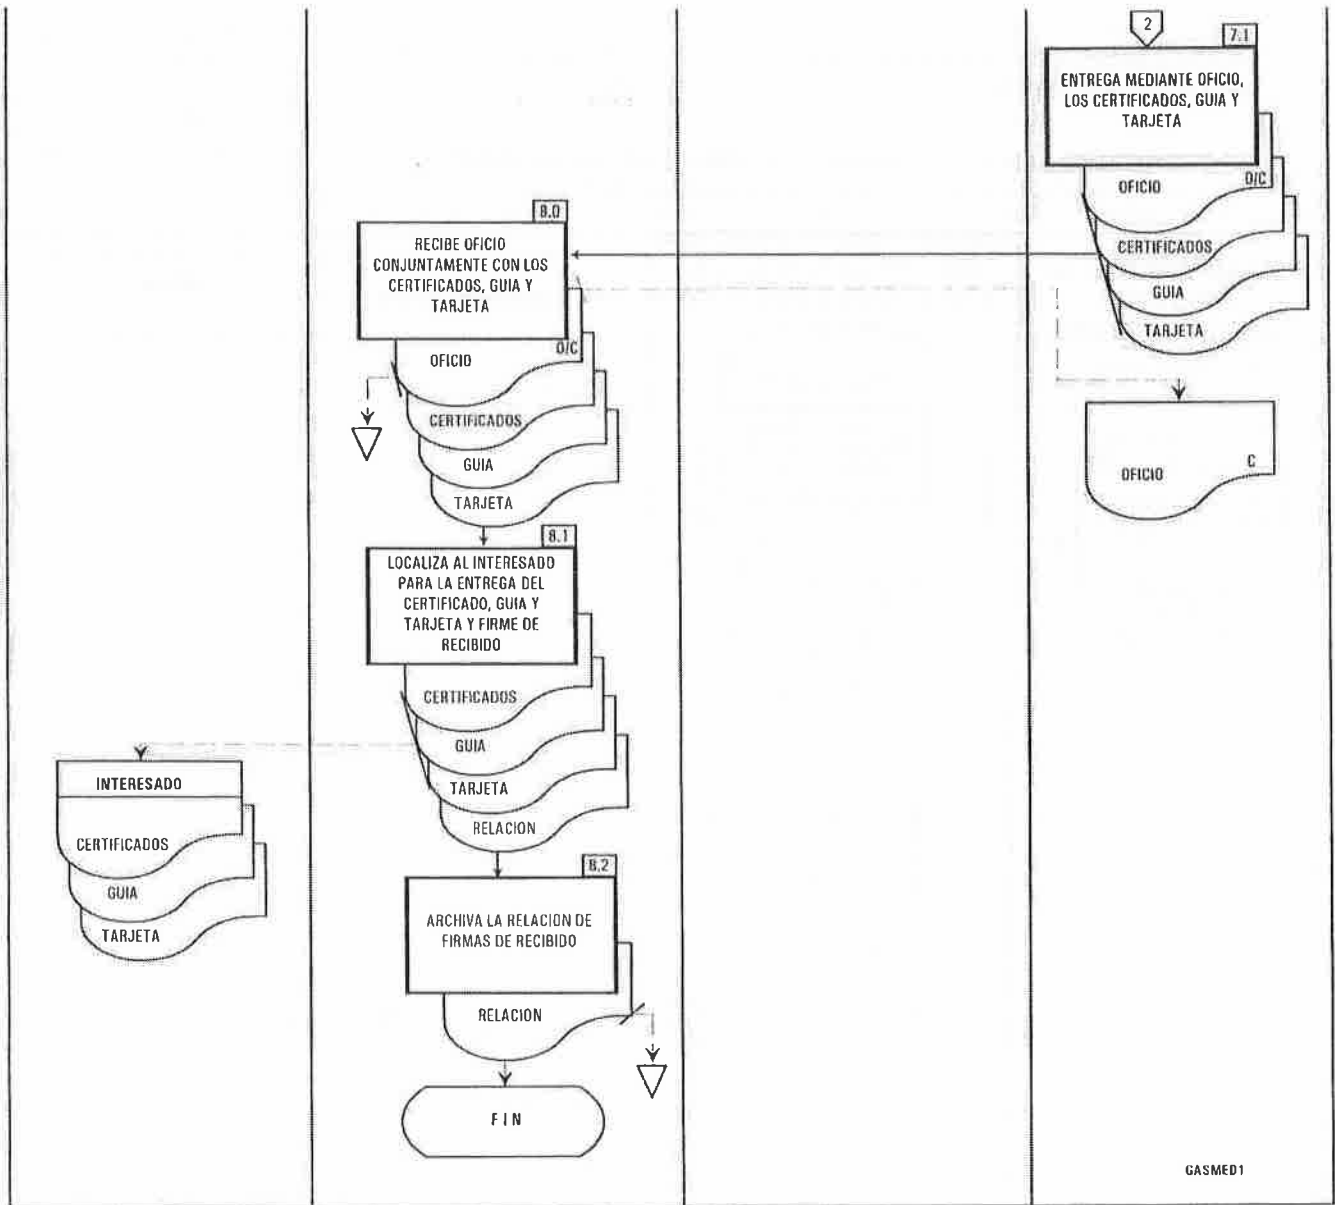 2
7.1
ENTREGA MEDIANTE OFICIO,
LOS CERTIFICADOS, GUIA Y
TARJETA
OFICIO
O/C
CERTIFICADOS
GUIA
TARJETA
OFICIO
C
8.0
RECIBE OFICIO
CONJUNTAMENTE CON LOS
CERTIFICADOS, GUIA Y
TARJETA
OFICIO
O/C
CERTIFICADOS
GUIA
TARJETA
8.1
LOCALIZA AL INTERESADO
PARA LA ENTREGA DEL
CERTIFICADO, GUIA Y
TARJETA Y FIRME DE
RECIBIDO
CERTIFICADOS
GUIA
TARJETA
RELACION
INTERESADO
CERTIFICADOS
GUIA
TARJETA
8.2
ARCHIVA LA RELACION DE
FIRMAS DE RECIBIDO
RELACION
FIN
GASMED1